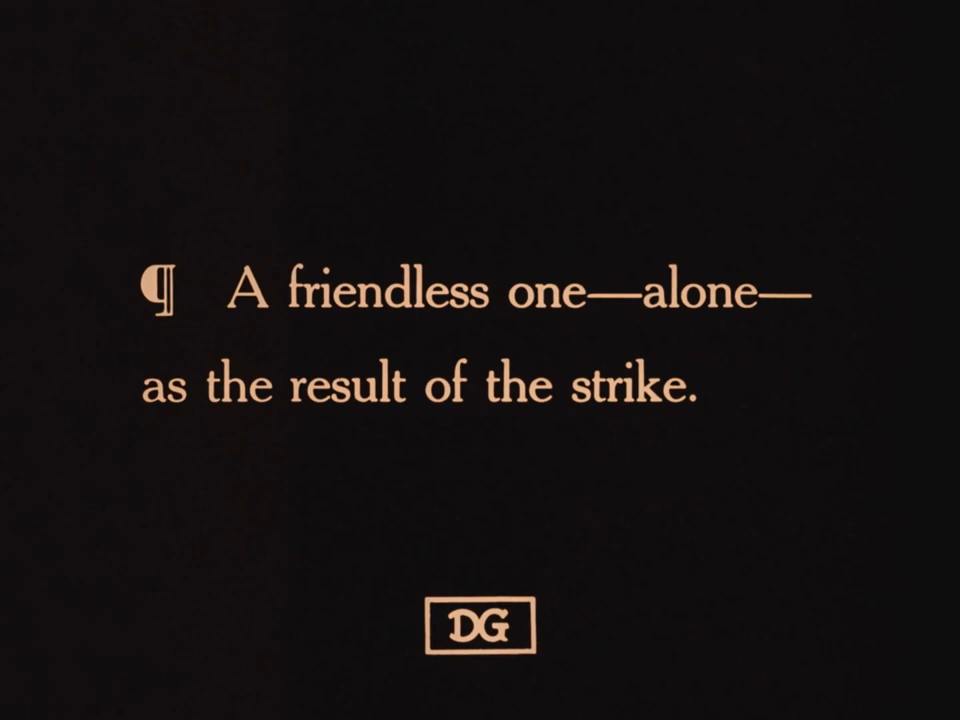 ¶ A friendless one—alone—
as the result of the strike.
DG